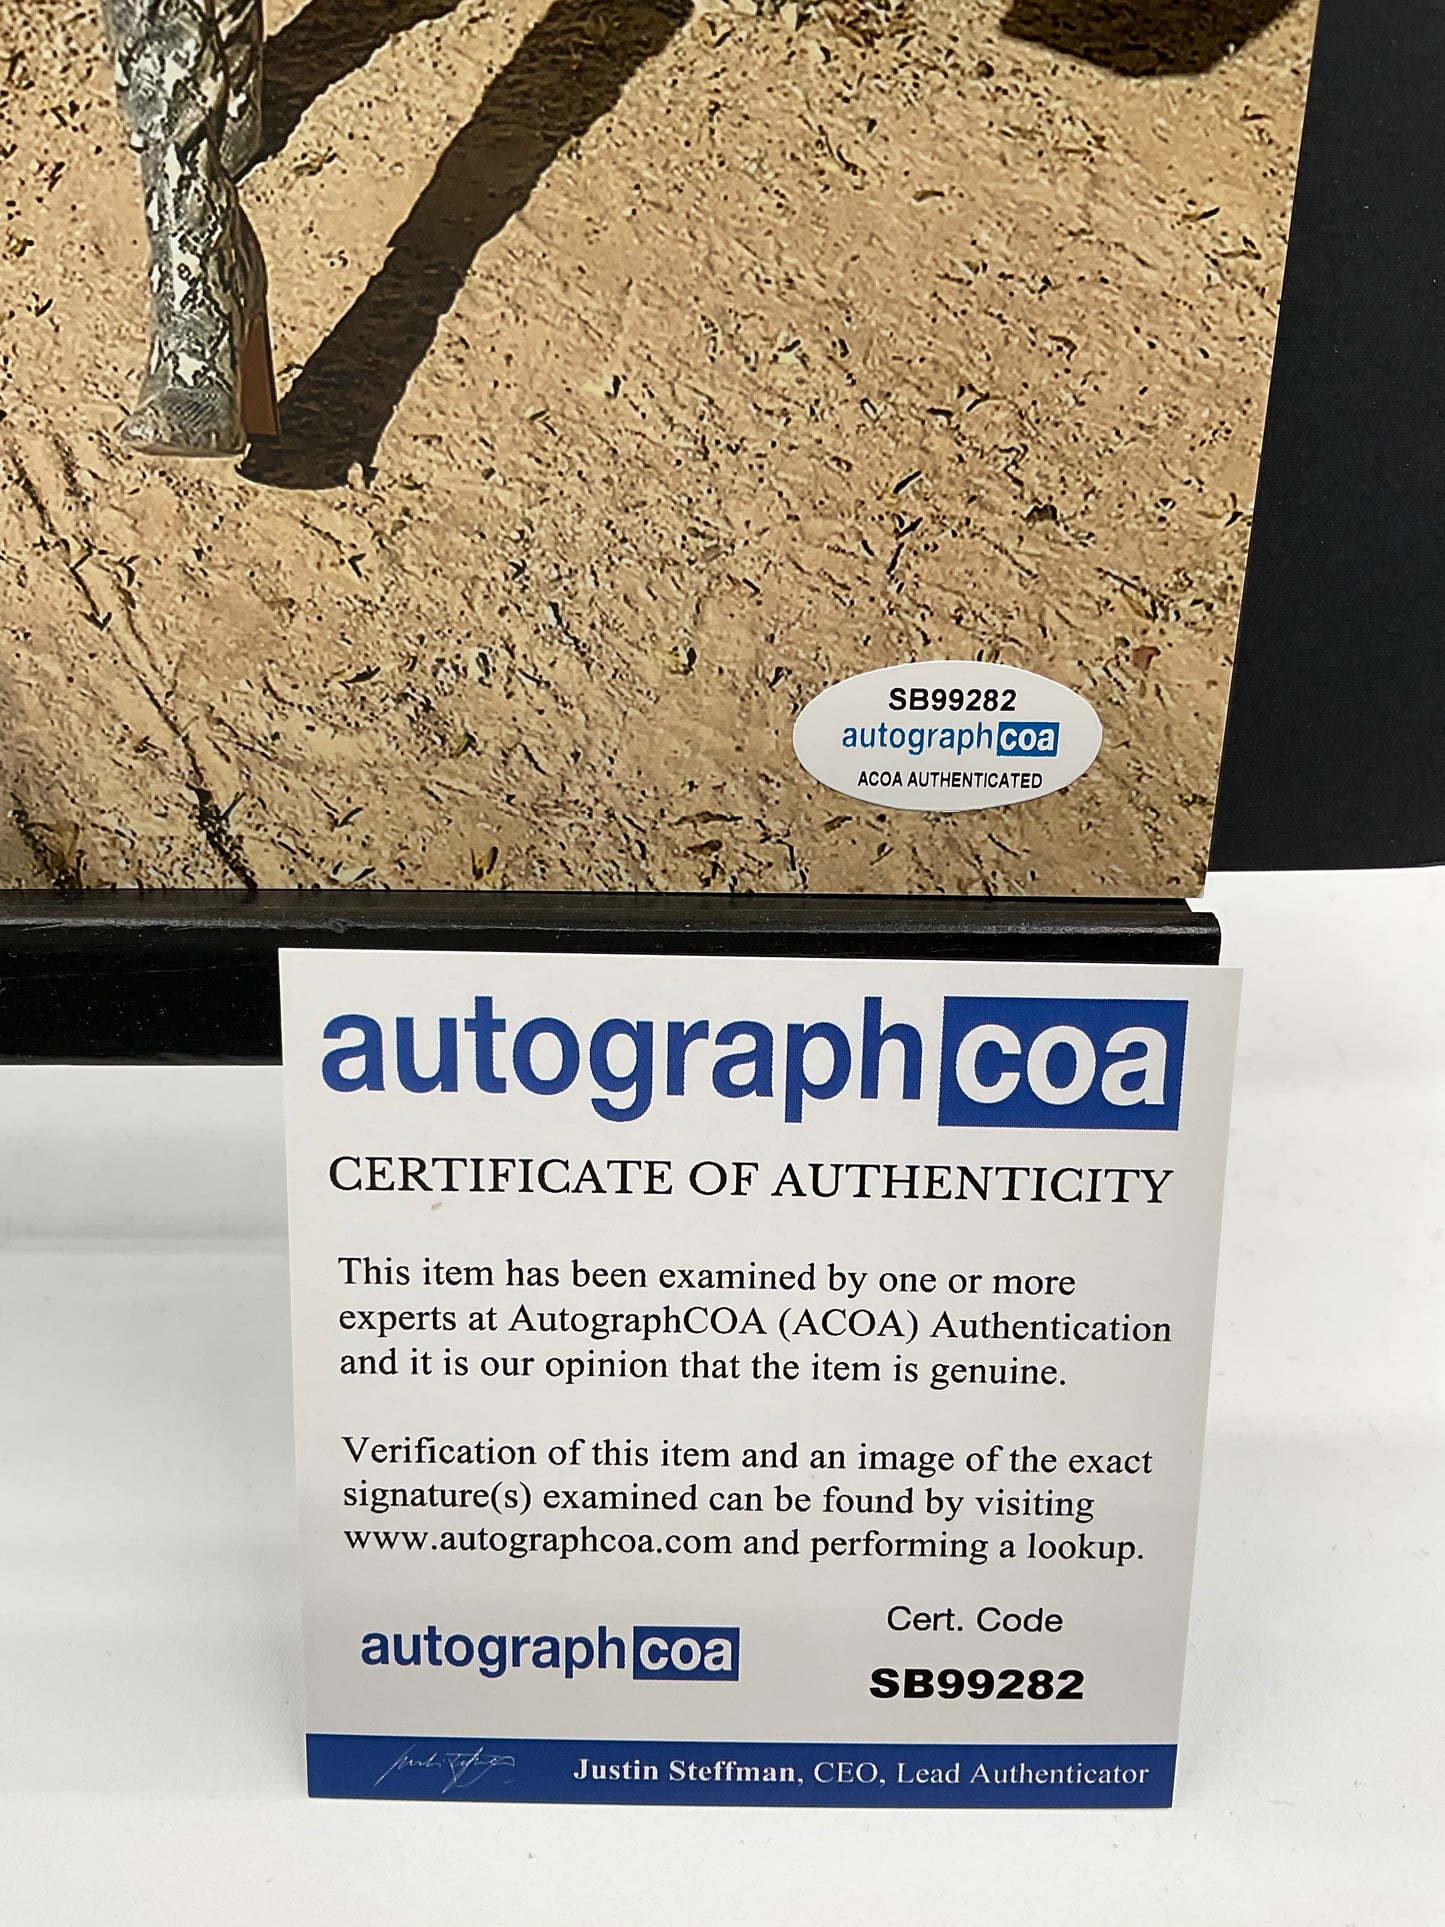 SB99282
autographcoa
ACOA AUTHENTICATED
autographcoa
CERTIFICATE OF AUTHENTICITY
This item has been examined by one or more
experts at AutographCOA (ACOA) Authentication
and it is our opinion that the item is genuine.
Verification of this item and an image of the exact
signature(s) examined can be found by visiting
www.autographcoa.com and performing a lookup.
Cert. Code
autographcoa
SB99282
Justin Steffman, CEO, Lead Authenticator